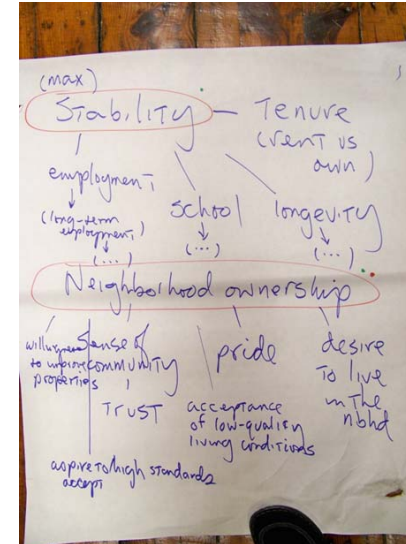 (max)
Stability — Tenure
(rent vs
own)
employment
(long-term
employment)
(...)
school
(...)
longevity
(...)
Neighborhood ownership
willingness
to improve
properties
sense of
community
Trust
aspire to high standards
accept
pride
acceptance
of low-quality
living conditions
desire
to live
in the
nbhd